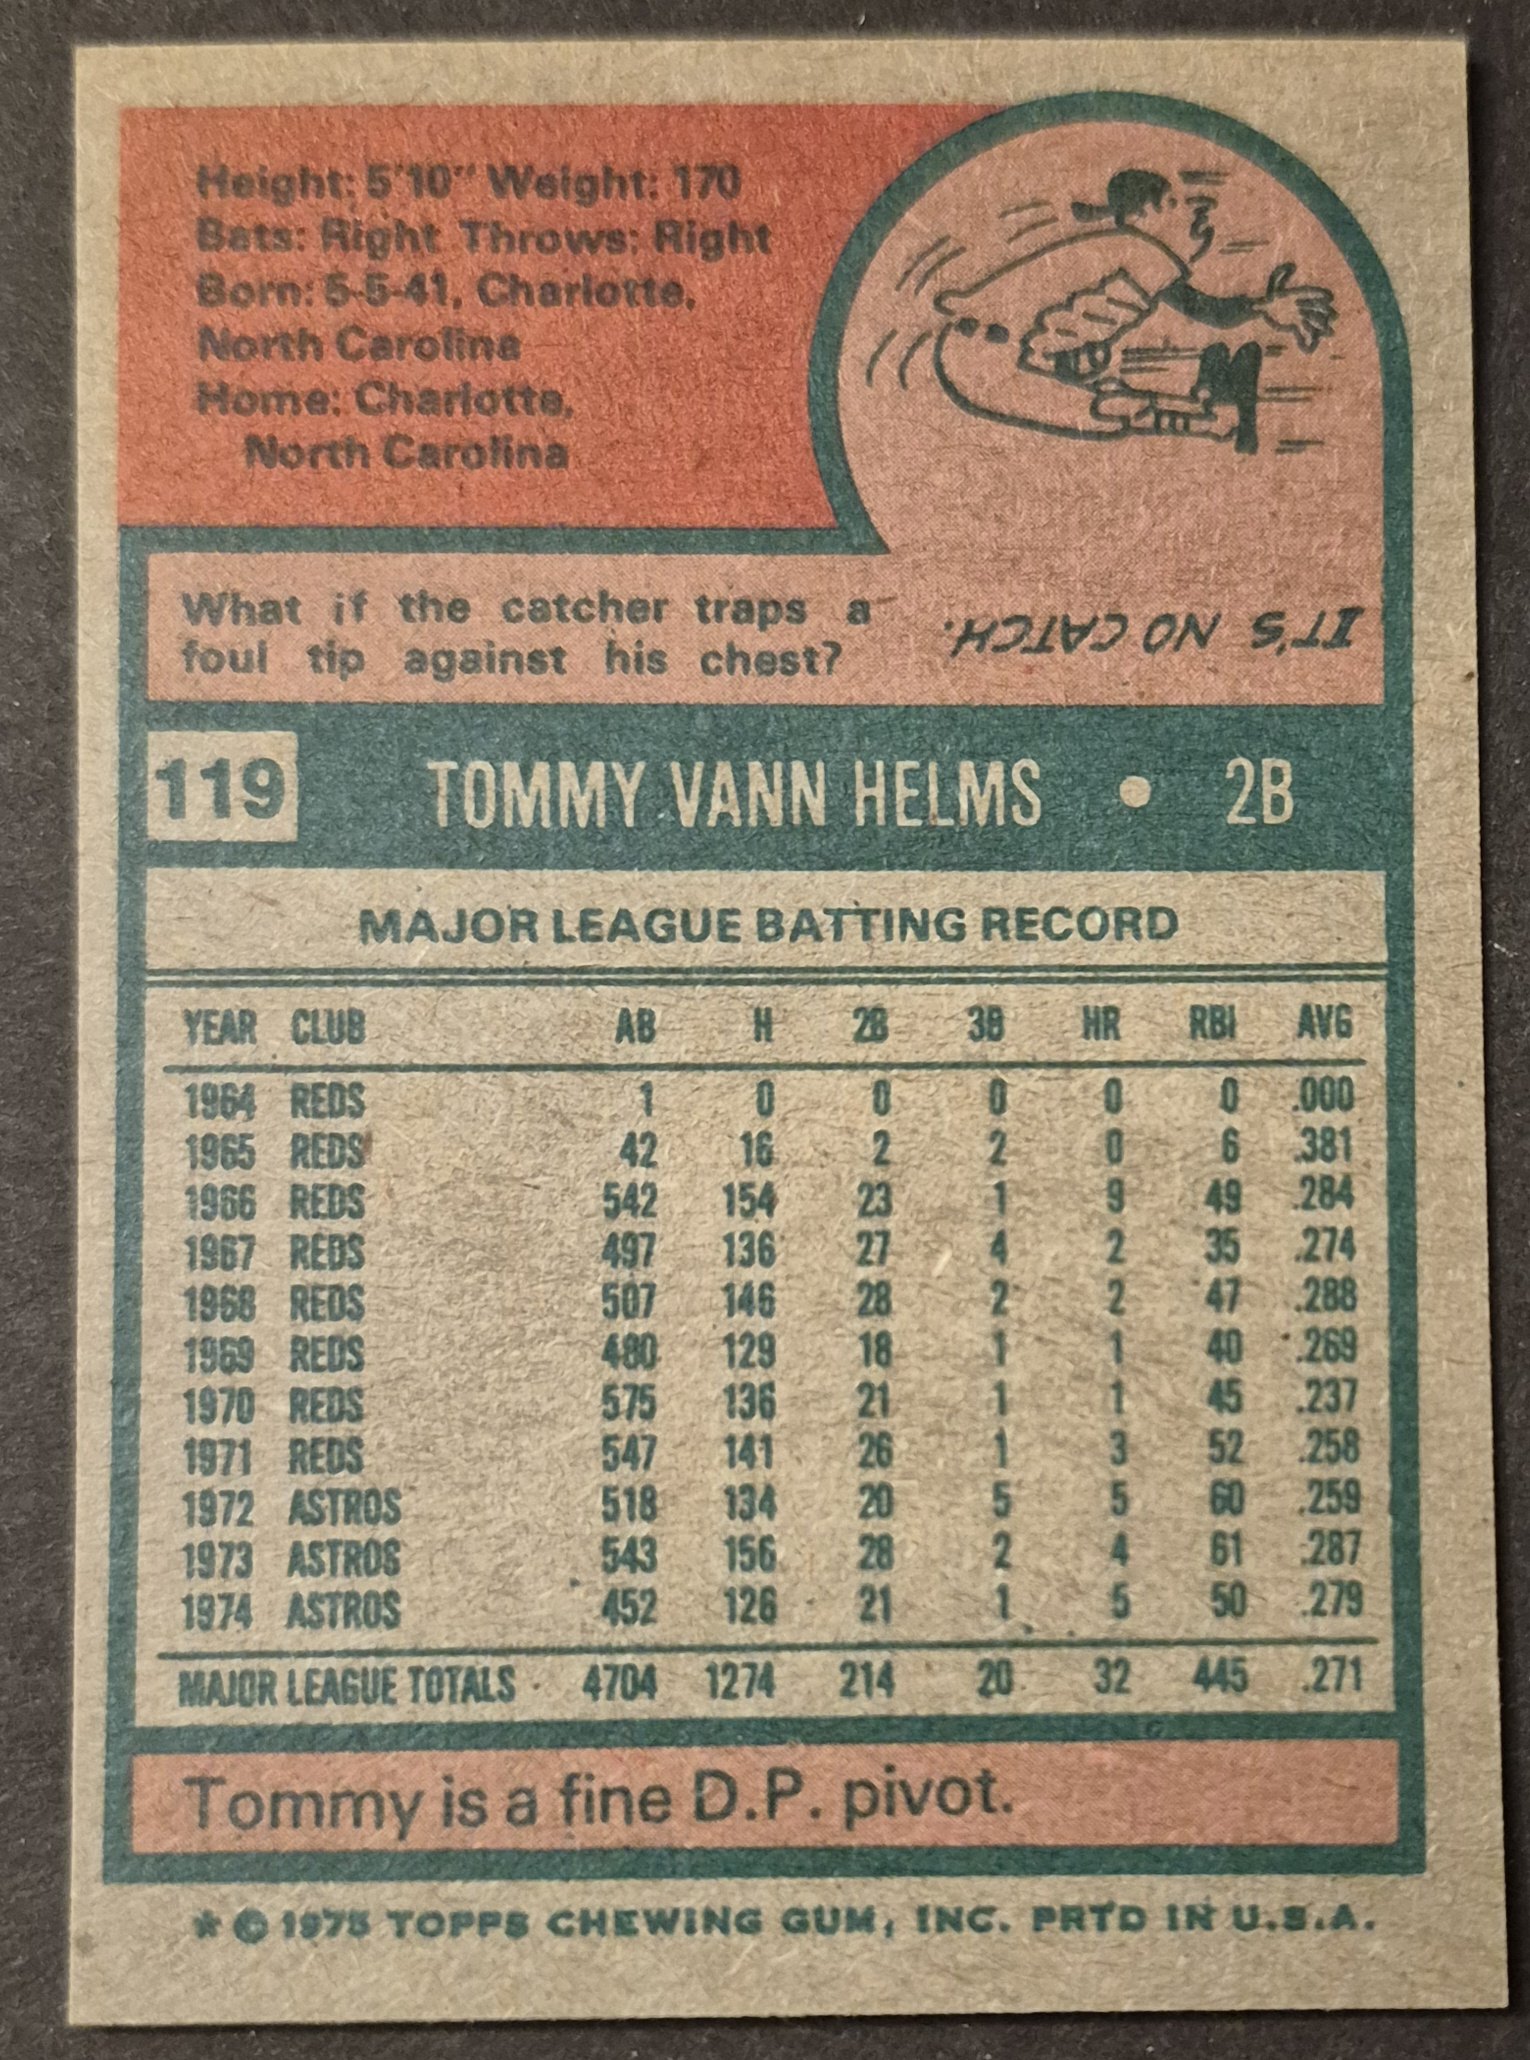 Height: 5'10" Weight: 170
Bats: Right Throws: Right
Born: 5-5-41, Charlotte,
North Carolina
Home: Charlotte,
North Carolina
What if the catcher traps a
foul tip against his chest?
IT'S NO CATCH.
119 TOMMY VANN HELMS • 2B
MAJOR LEAGUE BATTING RECORD
YEAR CLUB AB H 2B 3B HR RBI AVG
1964 REDS 1 0 0 0 0 0 .000
1965 REDS 42 16 2 2 0 6 .381
1966 REDS 542 154 23 1 9 49 .284
1967 REDS 497 136 27 4 2 35 .274
1968 REDS 507 146 28 2 2 47 .288
1969 REDS 480 129 18 1 1 40 .269
1970 REDS 575 136 21 1 1 45 .237
1971 REDS 547 141 26 1 3 52 .258
1972 ASTROS 518 134 20 5 5 60 .259
1973 ASTROS 543 156 28 2 4 61 .287
1974 ASTROS 452 126 21 1 5 50 .279
MAJOR LEAGUE TOTALS 4704 1274 214 20 32 445 .271
Tommy is a fine D.P. pivot.
* © 1975 TOPPS CHEWING GUM, INC. PRTD IN U.S.A.